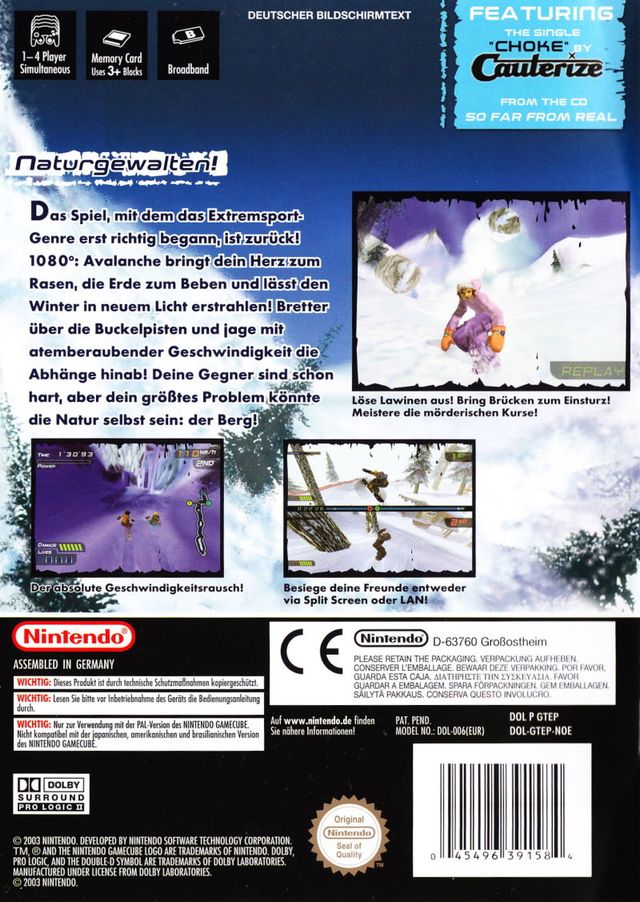 1–4 Player
Simultaneous
Memory Card
Uses 3+ Blocks
B
Broadband
DEUTSCHER BILDSCHIRMTEXT
FEATURING
THE SINGLE
"CHOKE" BY
Cauterize
FROM THE CD
SO FAR FROM REAL
Naturgewalten!
Das Spiel, mit dem das Extremsport-
Genre erst richtig begann, ist zurück!
1080°: Avalanche bringt dein Herz zum
Rasen, die Erde zum Beben und lässt den
Winter in neuem Licht erstrahlen! Bretter
über die Buckelpisten und jage mit
atemberaubender Geschwindigkeit die
Abhänge hinab! Deine Gegner sind schon
hart, aber dein größtes Problem könnte
die Natur selbst sein: der Berg!
REPLAY
Löse Lawinen aus! Bring Brücken zum Einsturz!
Meistere die mörderischen Kurse!
TIME 1'30'93
POWER
110 KM/H
2ND
DAMAGE
LIVES
Der absolute Geschwindigkeitsrausch!
Besiege deine Freunde entweder
via Split Screen oder LAN!
Nintendo®
ASSEMBLED IN GERMANY
WICHTIG: Dieses Produkt ist durch technische Schutzmaßnahmen kopiergeschützt.
WICHTIG: Lesen Sie bitte vor Inbetriebnahme des Geräts die Bedienungsanleitung
durch.
WICHTIG: Nur zur Verwendung mit der PAL-Version des NINTENDO GAMECUBE.
Nicht kompatibel mit der japanischen, amerikanischen und brasilianischen Version
des NINTENDO GAMECUBE.
CE
Nintendo® D-63760 Großostheim
PLEASE RETAIN THE PACKAGING. VERPACKUNG AUFHEBEN.
CONSERVER L'EMBALLAGE. BEWAAR DEZE VERPAKKING. POR FAVOR,
GUARDA ESTA CAJA. ΔΙΑΤΗΡΗΣΤΕ ΤΗΝ ΣΥΣΚΕΥΑΣΙΑ. FAVOR
GUARDAR A EMBALAGEM. SPARA FÖRPACKNINGEN. GEM EMBALLAGEN.
SÄILYTÄ PAKKAUS. CONSERVA QUESTO INVOLUCRO.
Auf www.nintendo.de finden
Sie nähere Informationen!
PAT. PEND.
MODEL NO.: DOL-006(EUR)
DOL P GTEP
DOL-GTEP-NOE
DOLBY
SURROUND
PRO LOGIC II
Original
Nintendo®
Seal of
Quality
TM
0 45496 39158 4
© 2003 NINTENDO. DEVELOPED BY NINTENDO SOFTWARE TECHNOLOGY CORPORATION.
TM, ® AND THE NINTENDO GAMECUBE LOGO ARE TRADEMARKS OF NINTENDO. DOLBY,
PRO LOGIC, AND THE DOUBLE-D SYMBOL ARE TRADEMARKS OF DOLBY LABORATORIES.
MANUFACTURED UNDER LICENSE FROM DOLBY LABORATORIES.
© 2003 NINTENDO.